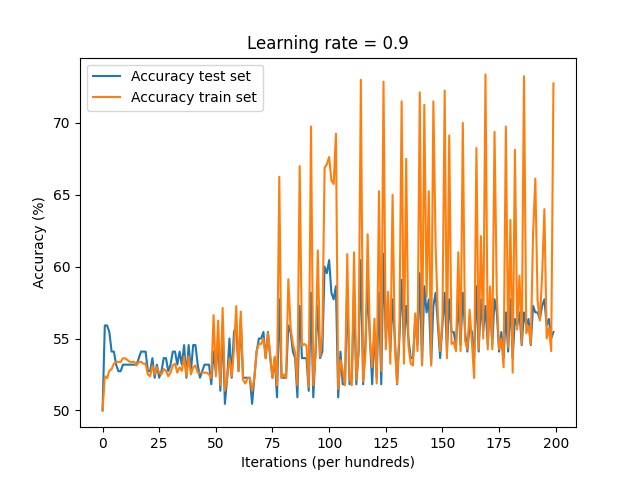 Learning rate = 0.9
Accuracy test set
Accuracy train set
70
65
60
55
50
Accuracy (%)
0 25 50 75 100 125 150 175 200
Iterations (per hundreds)